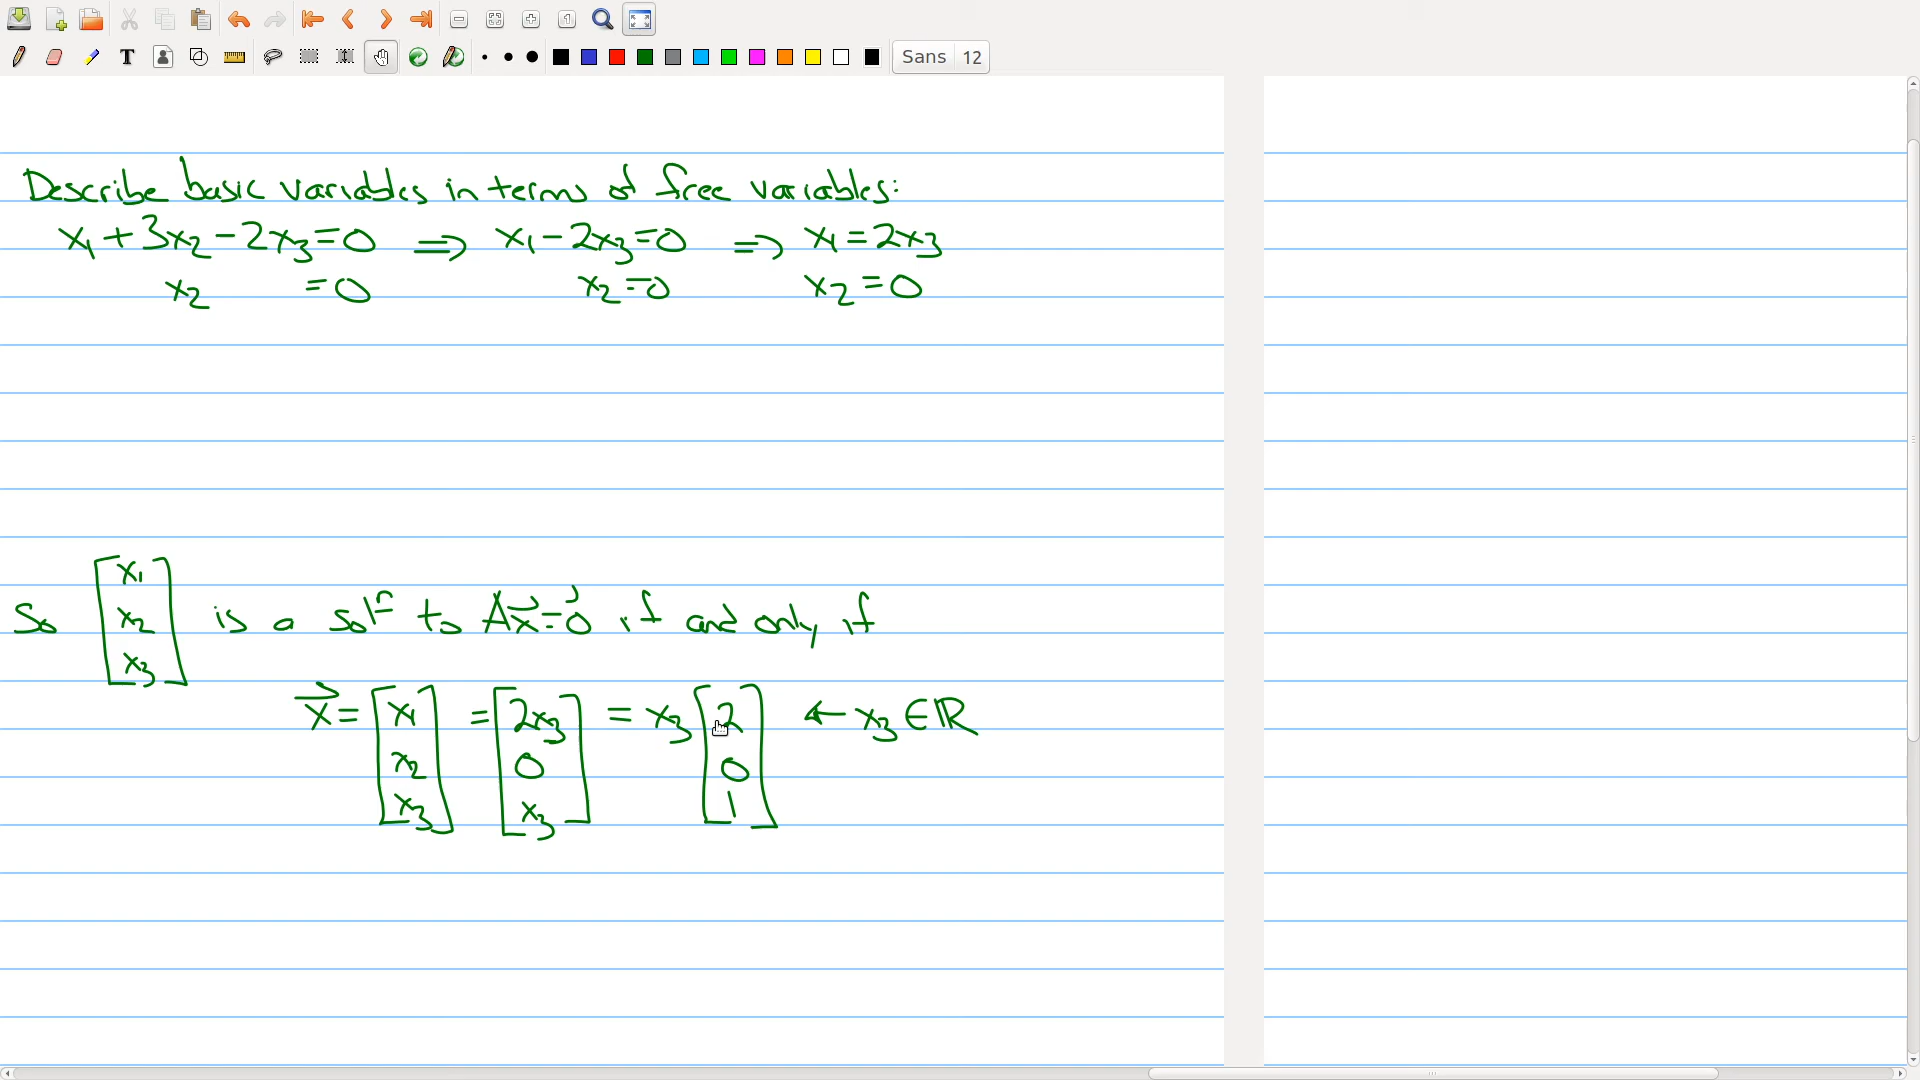 Sans 12
Describe basic variables in terms of free variables:
x₁+3x₂-2x₃=0 ⟹ x₁-2x₃=0 ⟹ x₁=2x₃
x₂ =0 x₂=0 x₂=0
So [x₁ x₂ x₃] is a solⁿ to Ax⃗=0⃗ if and only if
x⃗ = [x₁ x₂ x₃] = [2x₃ 0 x₃] = x₃ [2 0 1] ← x₃ ∈ ℝ